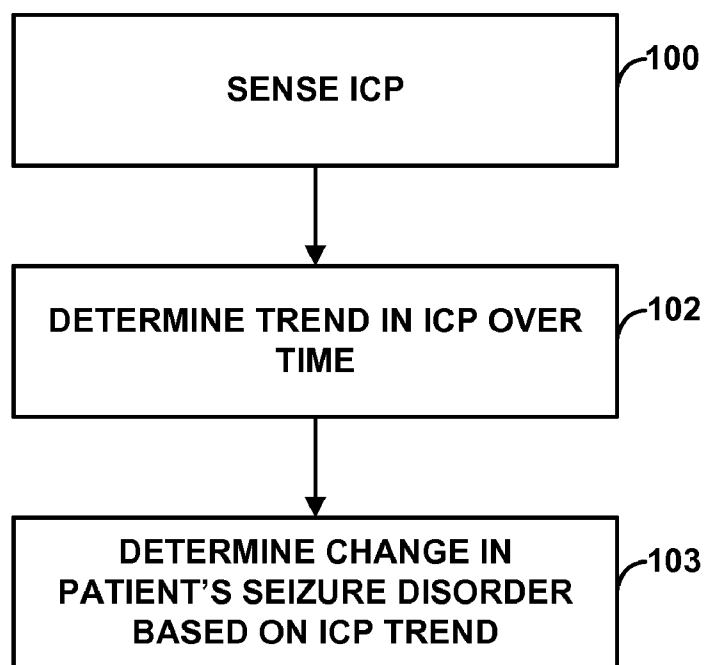 SENSE ICP
100
DETERMINE TREND IN ICP OVER
TIME
102
DETERMINE CHANGE IN
PATIENT'S SEIZURE DISORDER
BASED ON ICP TREND
103